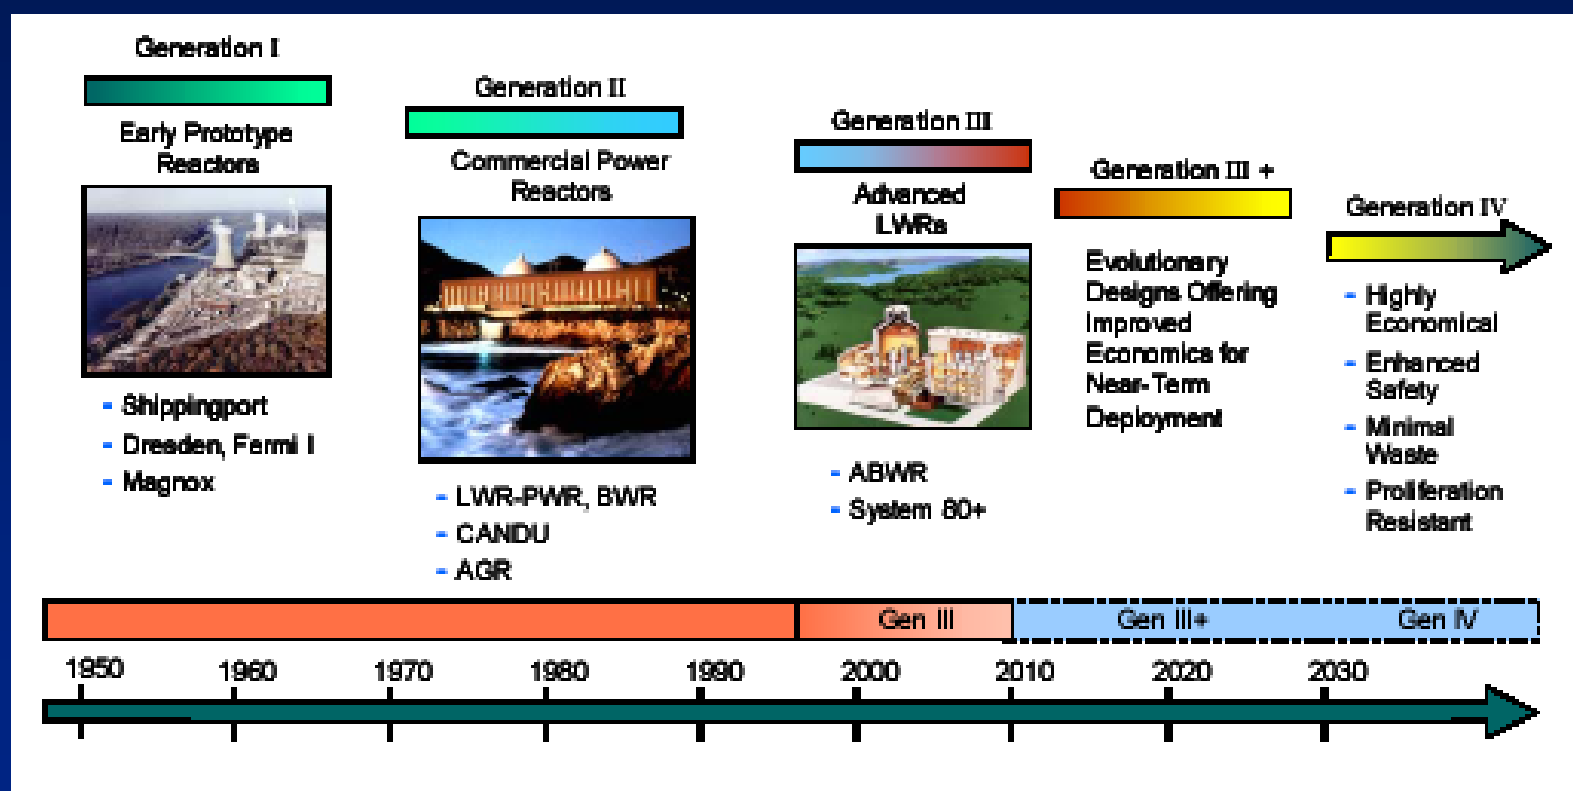 Generation I
Early Prototype
Reactors
- Shippingport
- Dresden, Fermi I
- Magnox
Generation II
Commercial Power
Reactors
- LWR-PWR, BWR
- CANDU
- AGR
Generation III
Advanced
LWRs
- ABWR
- System 80+
Generation III +
Evolutionary
Designs Offering
Improved
Economics for
Near-Term
Deployment
Generation IV
- Highly
Economical
- Enhanced
Safety
- Minimal
Waste
- Proliferation
Resistant
Gen III
Gen III+
Gen IV
1950
1960
1970
1980
1990
2000
2010
2020
2030